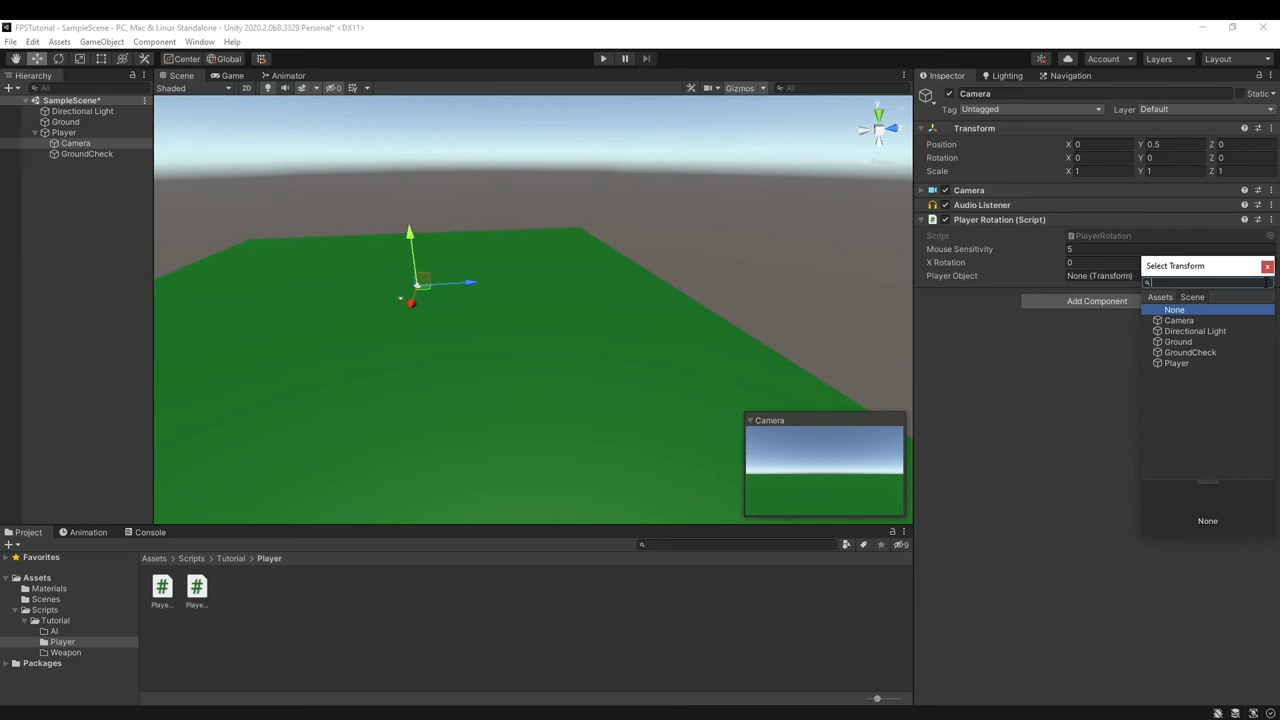 FPSTutorial - SampleScene - PC, Mac & Linux Standalone - Unity 2020.2.0b8.3329 Personal* <DX11>
File Edit Assets GameObject Component Window Help
Center Global Account Layers Layout
Hierarchy Scene Game Animator Inspector Lighting Navigation
All Shaded 2D 0 Gizmos All Camera Static
SampleScene*
Tag Untagged Layer Default
Directional Light
Ground
Player
Camera
GroundCheck
y
Transform
Position X 0 Y 0.5 Z 0
Rotation X 0 Y 0 Z 0
Scale X 1 Y 1 Z 1
Camera
Audio Listener
Player Rotation (Script)
Script PlayerRotation
Mouse Sensitivity 5
X Rotation 0
Player Object None (Transform)
Add Component
Select Transform
Assets Scene
None
Camera
Directional Light
Ground
GroundCheck
Player
None
Camera
Project Animation Console
9
Favorites
Assets
Materials
Scenes
Scripts
Tutorial
AI
Player
Weapon
Packages
Assets > Scripts > Tutorial > Player
Playe... Playe...